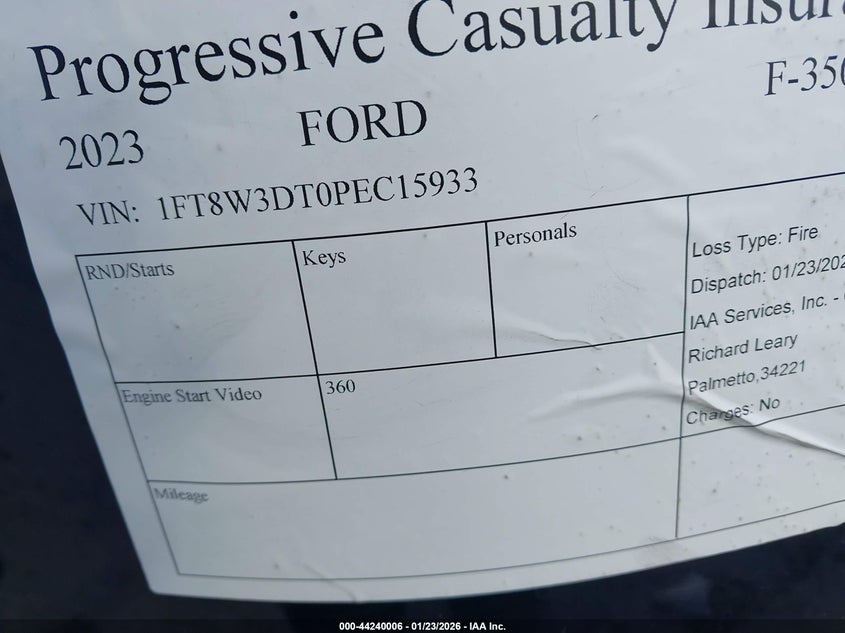 Progressive Casualty Insur
2023 FORD F-350
VIN: 1FT8W3DT0PEC15933
RND/Starts Keys Personals
Loss Type: Fire
Dispatch: 01/23/202
IAA Services, Inc. -
Richard Leary
Palmetto,34221
Charges: No
Engine Start Video 360
Mileage
000-44240006 - 01/23/2026 - IAA Inc.